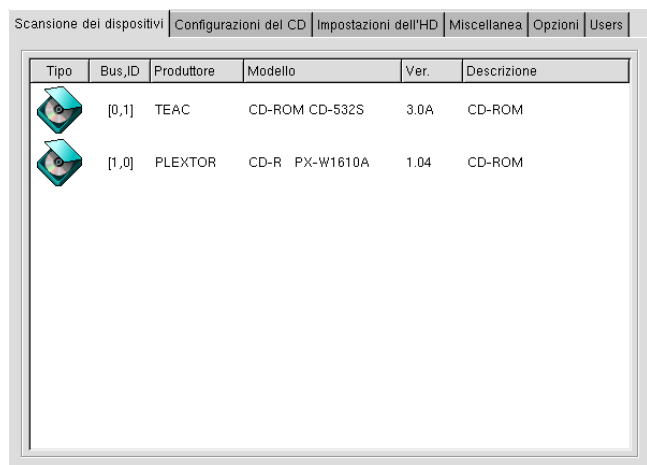 Scansione dei dispositivi Configurazioni del CD Impostazioni dell'HD Miscellanea Opzioni Users
Tipo Bus,ID Produttore Modello Ver. Descrizione
[0,1] TEAC CD-ROM CD-532S 3.0A CD-ROM
[1,0] PLEXTOR CD-R PX-W1610A 1.04 CD-ROM